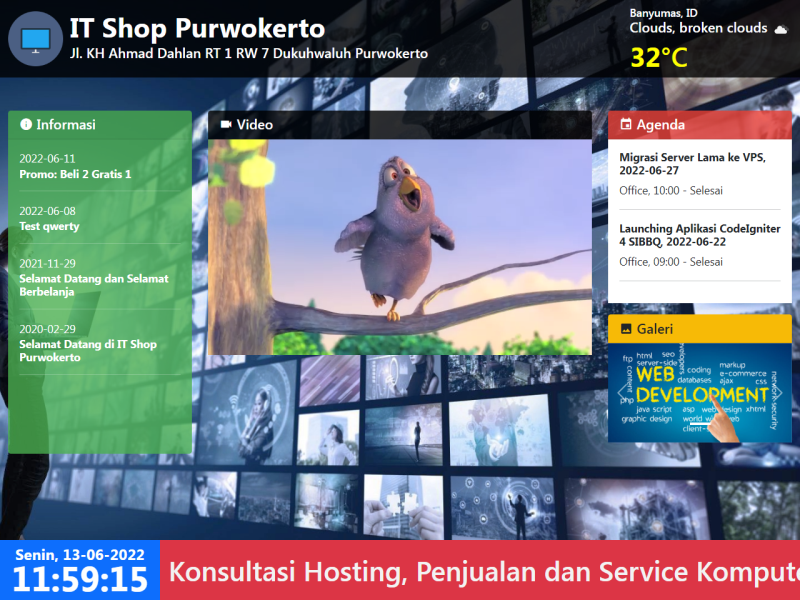 IT Shop Purwokerto
Jl. KH Ahmad Dahlan RT 1 RW 7 Dukuhwaluh Purwokerto
Banyumas, ID
Clouds, broken clouds
32°C
Informasi
2022-06-11
Promo: Beli 2 Gratis 1
2022-06-08
Test qwerty
2021-11-29
Selamat Datang dan Selamat
Berbelanja
2020-02-29
Selamat Datang di IT Shop
Purwokerto
Video
Agenda
Migrasi Server Lama ke VPS,
2022-06-27
Office, 10:00 - Selesai
Launching Aplikasi CodeIgniter
4 SIBBQ, 2022-06-22
Office, 09:00 - Selesai
Galeri
ftp html seo
server-side
developers
content
WEB
coding
markup
databases
e-commerce
ajax css
php
DEVELOPMENT
network-security
java script asp web design xhtml
graphic design
world wi web
client-s
Senin, 13-06-2022
11:59:15
Konsultasi Hosting, Penjualan dan Service Kompute